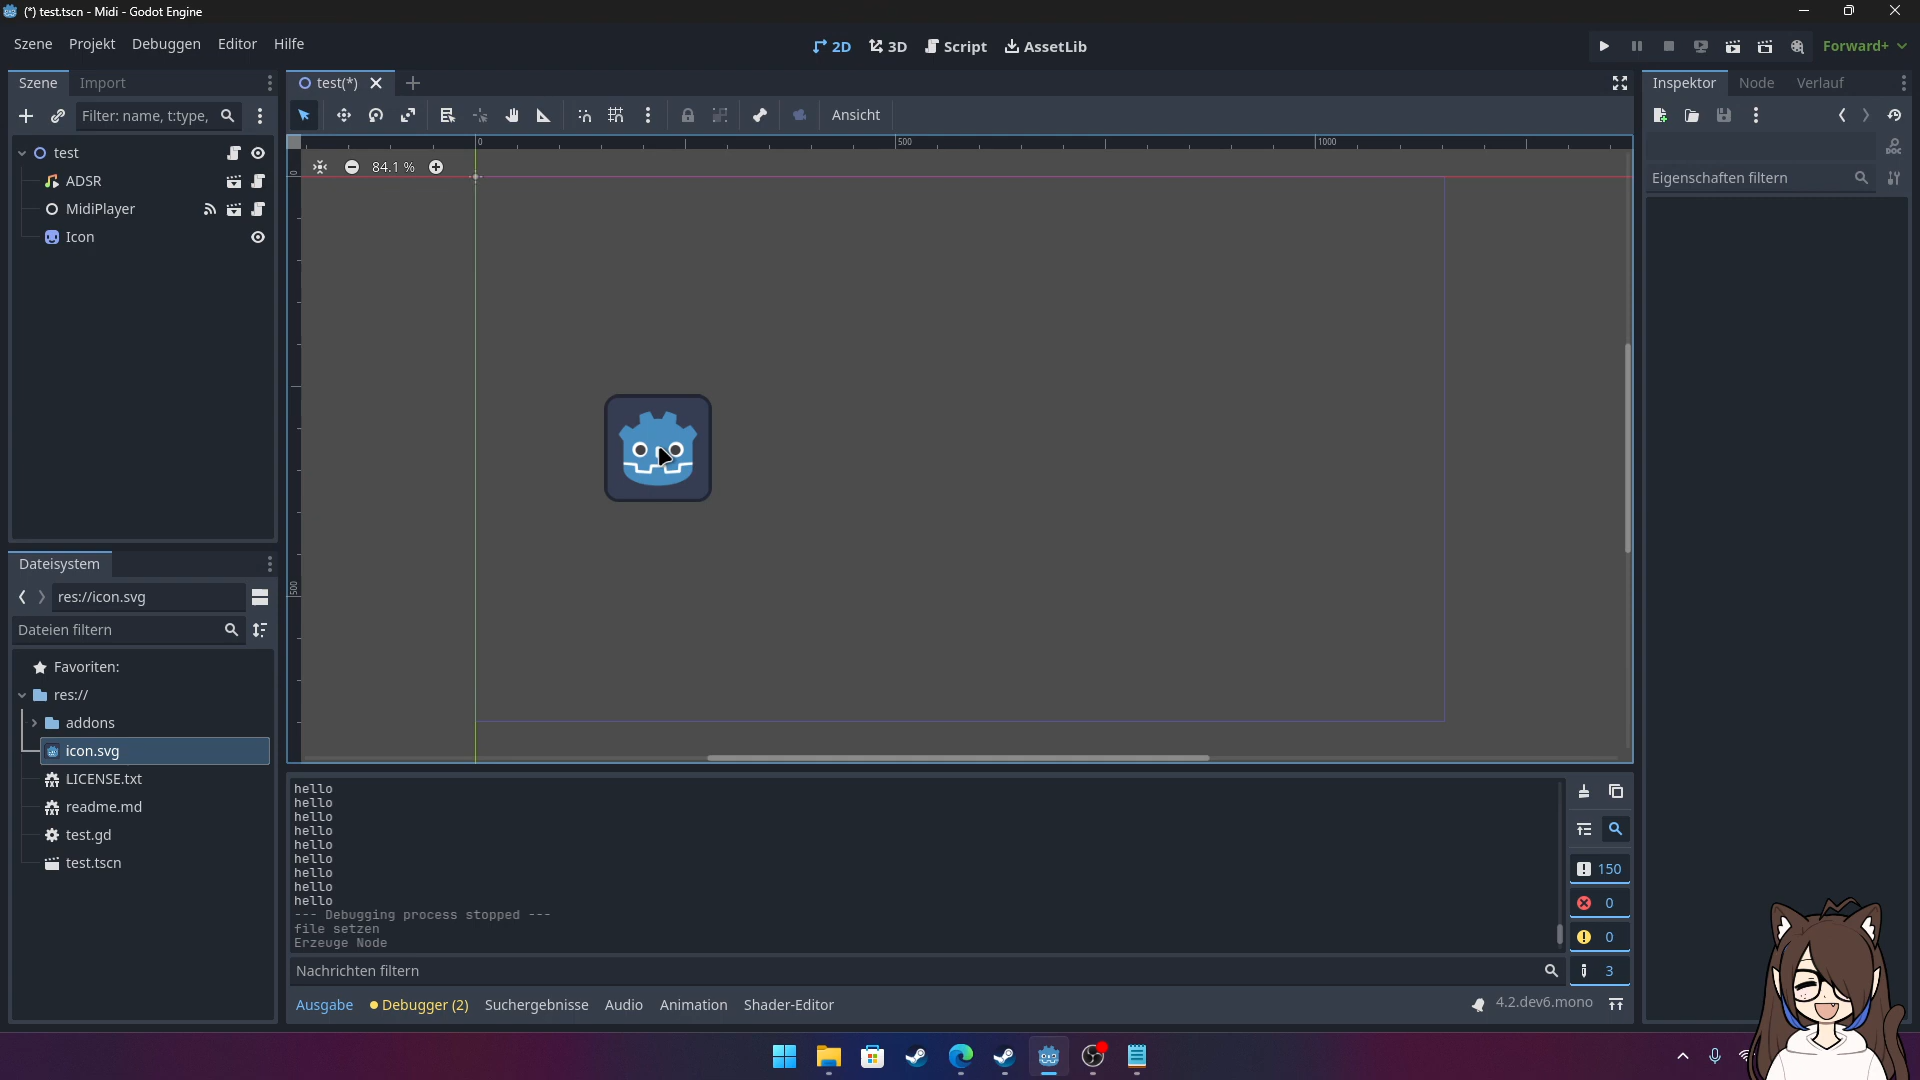 (*) test.tscn - Midi - Godot Engine
Szene Projekt Debuggen Editor Hilfe
2D 3D Script AssetLib
Forward+
Szene Import
test(*)
Inspektor Node Verlauf
Filter: name, t:type,
Ansicht
test
ADSR
MidiPlayer
Icon
0 500 1000
0
500
84.1 %
DOC
Eigenschaften filtern
Dateisystem
res://icon.svg
Dateien filtern
Favoriten:
res://
addons
icon.svg
LICENSE.txt
readme.md
test.gd
test.tscn
hello
hello
hello
hello
hello
hello
hello
hello
hello
--- Debugging process stopped ---
file setzen
Erzeuge Node
150
0
0
3
Nachrichten filtern
Ausgabe Debugger (2) Suchergebnisse Audio Animation Shader-Editor
4.2.dev6.mono